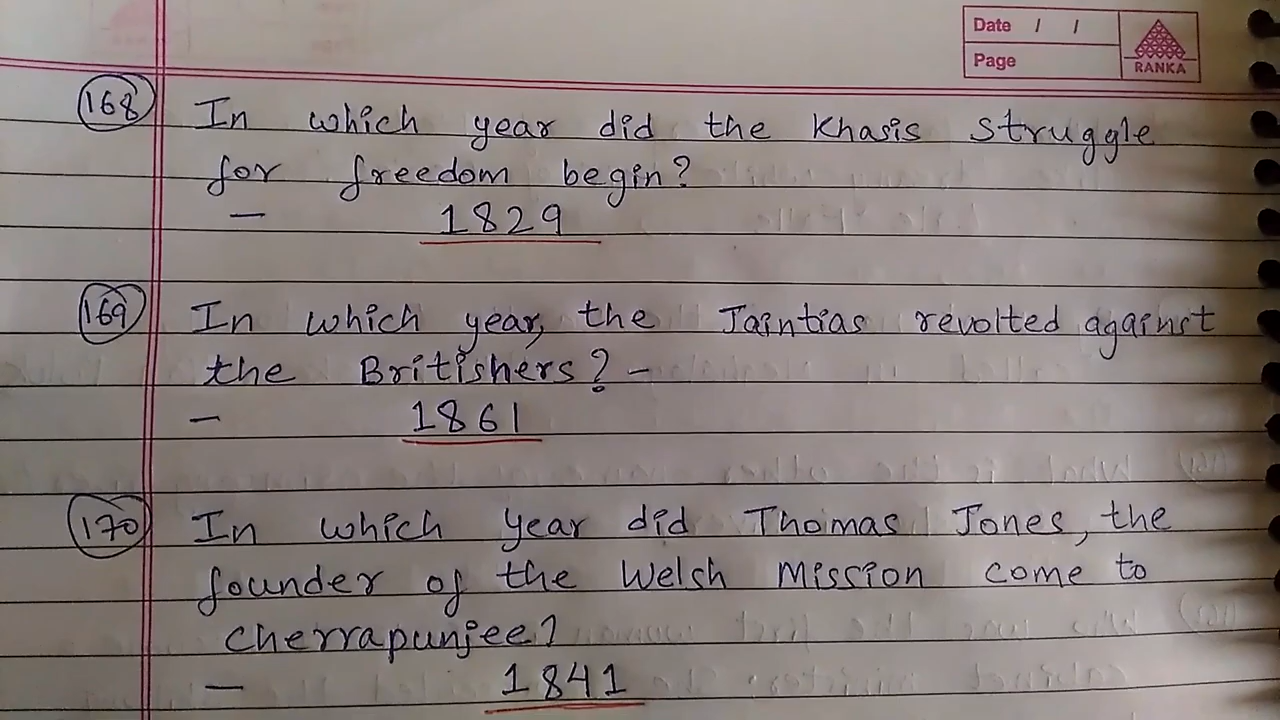 Date / /
Page
RANKA
168 In which year did the Khasis struggle
for freedom begin?
- 1829
169 In which year, the Jaintias revolted against
the Britishers? -
- 1861
170 In which year did Thomas Jones, the
founder of the Welsh Mission come to
Cherrapunjee?
- 1841